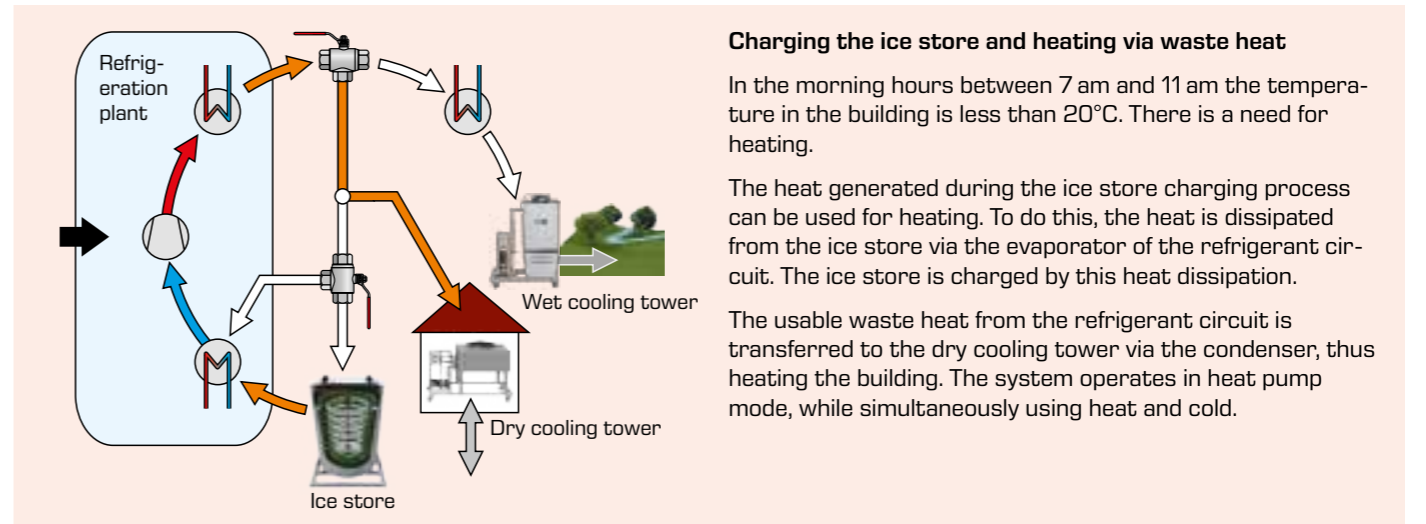 Refrig-
eration
plant
Wet cooling tower
Dry cooling tower
Ice store
Charging the ice store and heating via waste heat
In the morning hours between 7 am and 11 am the tempera-
ture in the building is less than 20°C. There is a need for
heating.
The heat generated during the ice store charging process
can be used for heating. To do this, the heat is dissipated
from the ice store via the evaporator of the refrigerant cir-
cuit. The ice store is charged by this heat dissipation.
The usable waste heat from the refrigerant circuit is
transferred to the dry cooling tower via the condenser, thus
heating the building. The system operates in heat pump
mode, while simultaneously using heat and cold.